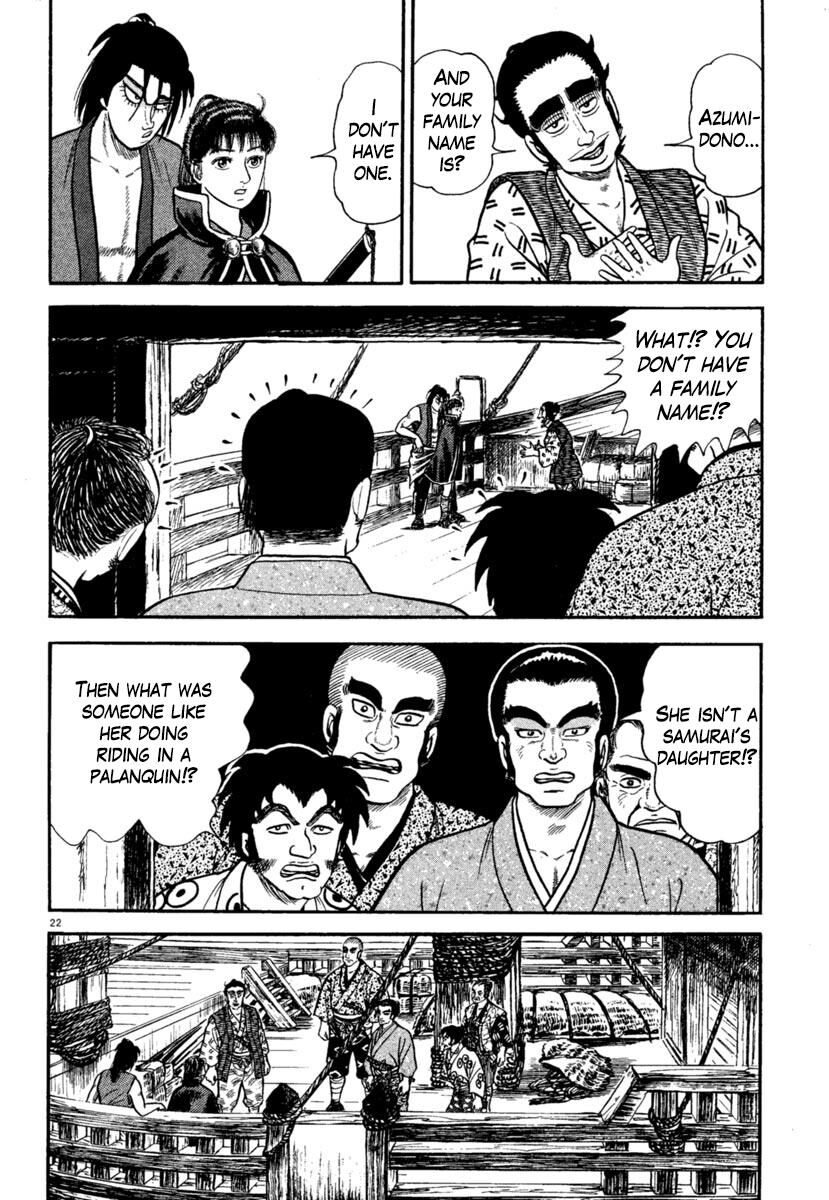 AZUMI-
DONO...
AND
YOUR
FAMILY
NAME
IS?
I
DON'T
HAVE
ONE.
WHAT!? YOU
DON'T HAVE
A FAMILY
NAME!?
SHE ISN'T A
SAMURAI'S
DAUGHTER!?
THEN WHAT WAS
SOMEONE LIKE
HER DOING
RIDING IN A
PALANQUIN!?
22